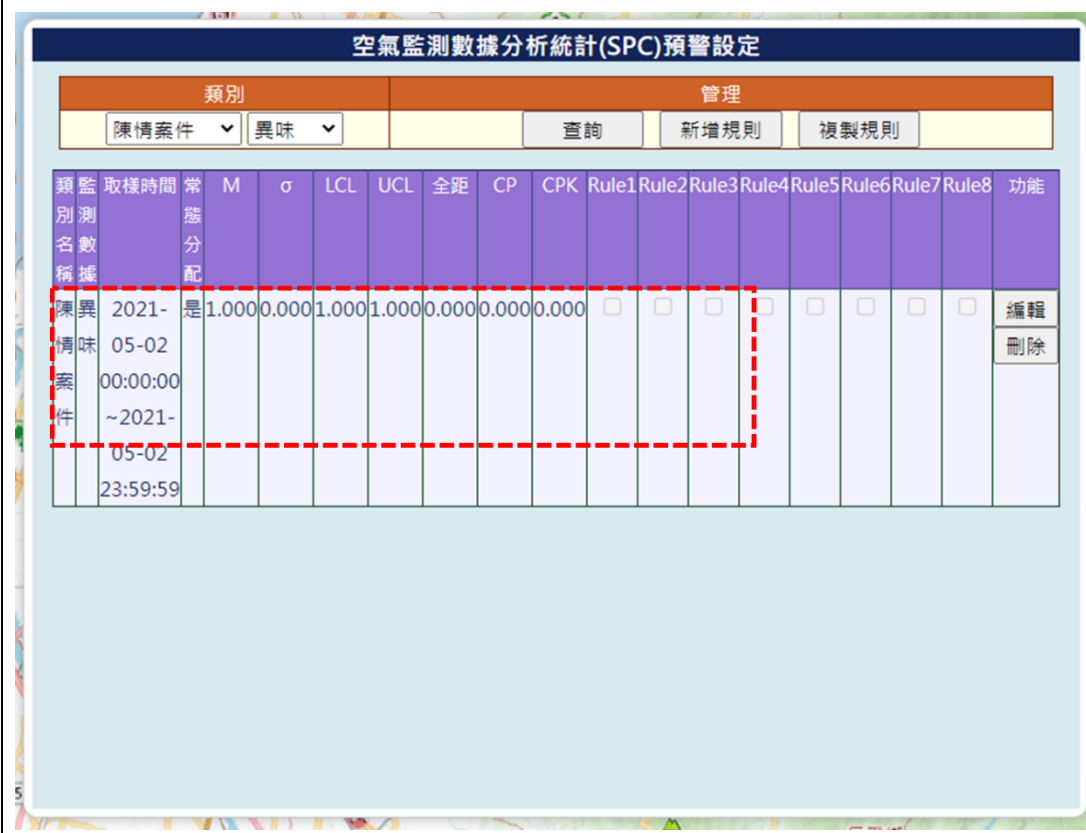 空氣監測數據分析統計(SPC)預警設定
類別 管理
陳情案件 異味 查詢 新增規則 複製規則
類別名稱 監測數據 取樣時間 常態分配 M σ LCL UCL 全距 CP CPK Rule1 Rule2 Rule3 Rule4 Rule5 Rule6 Rule7 Rule8 功能
陳情案件 異味 2021-05-02 00:00:00~2021-05-02 23:59:59 是 1.000 0.000 1.000 1.000 0.000 0.000 0.000 編輯
刪除
5